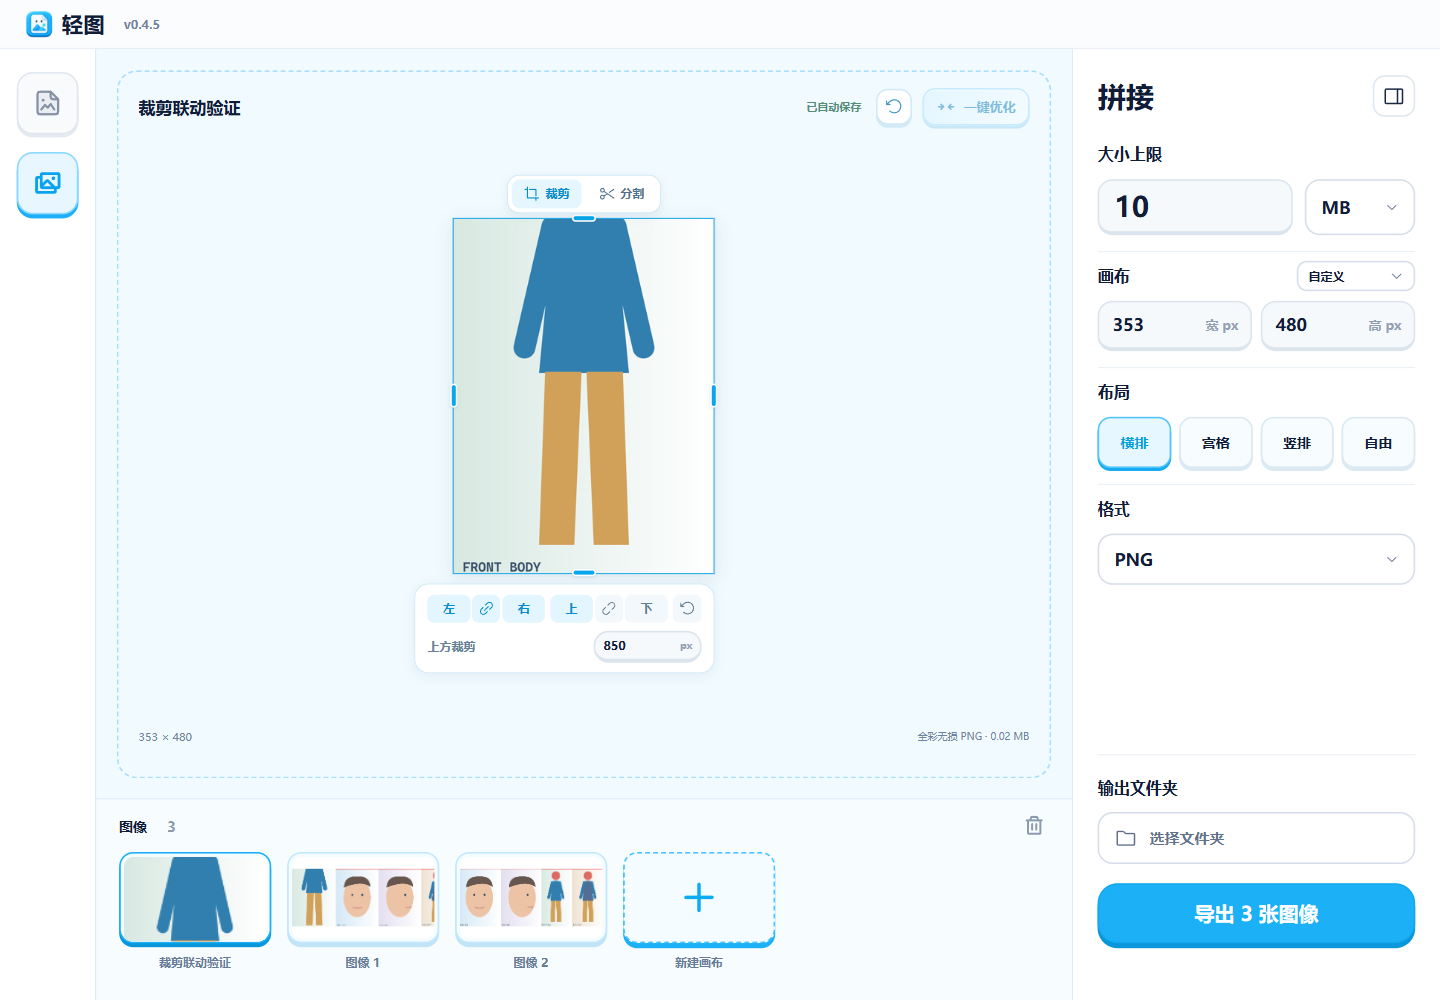 轻图 v0.4.5
裁剪联动验证
已自动保存
一键优化
裁剪
分割
FRONT BODY
左
右
上
下
上方裁剪
850 px
353 × 480
全彩无损 PNG · 0.02 MB
图像 3
裁剪联动验证
图像 1
图像 2
新建画布
拼接
大小上限
10
MB
画布
自定义
353 宽 px
480 高 px
布局
横排
宫格
竖排
自由
格式
PNG
输出文件夹
选择文件夹
导出 3 张图像